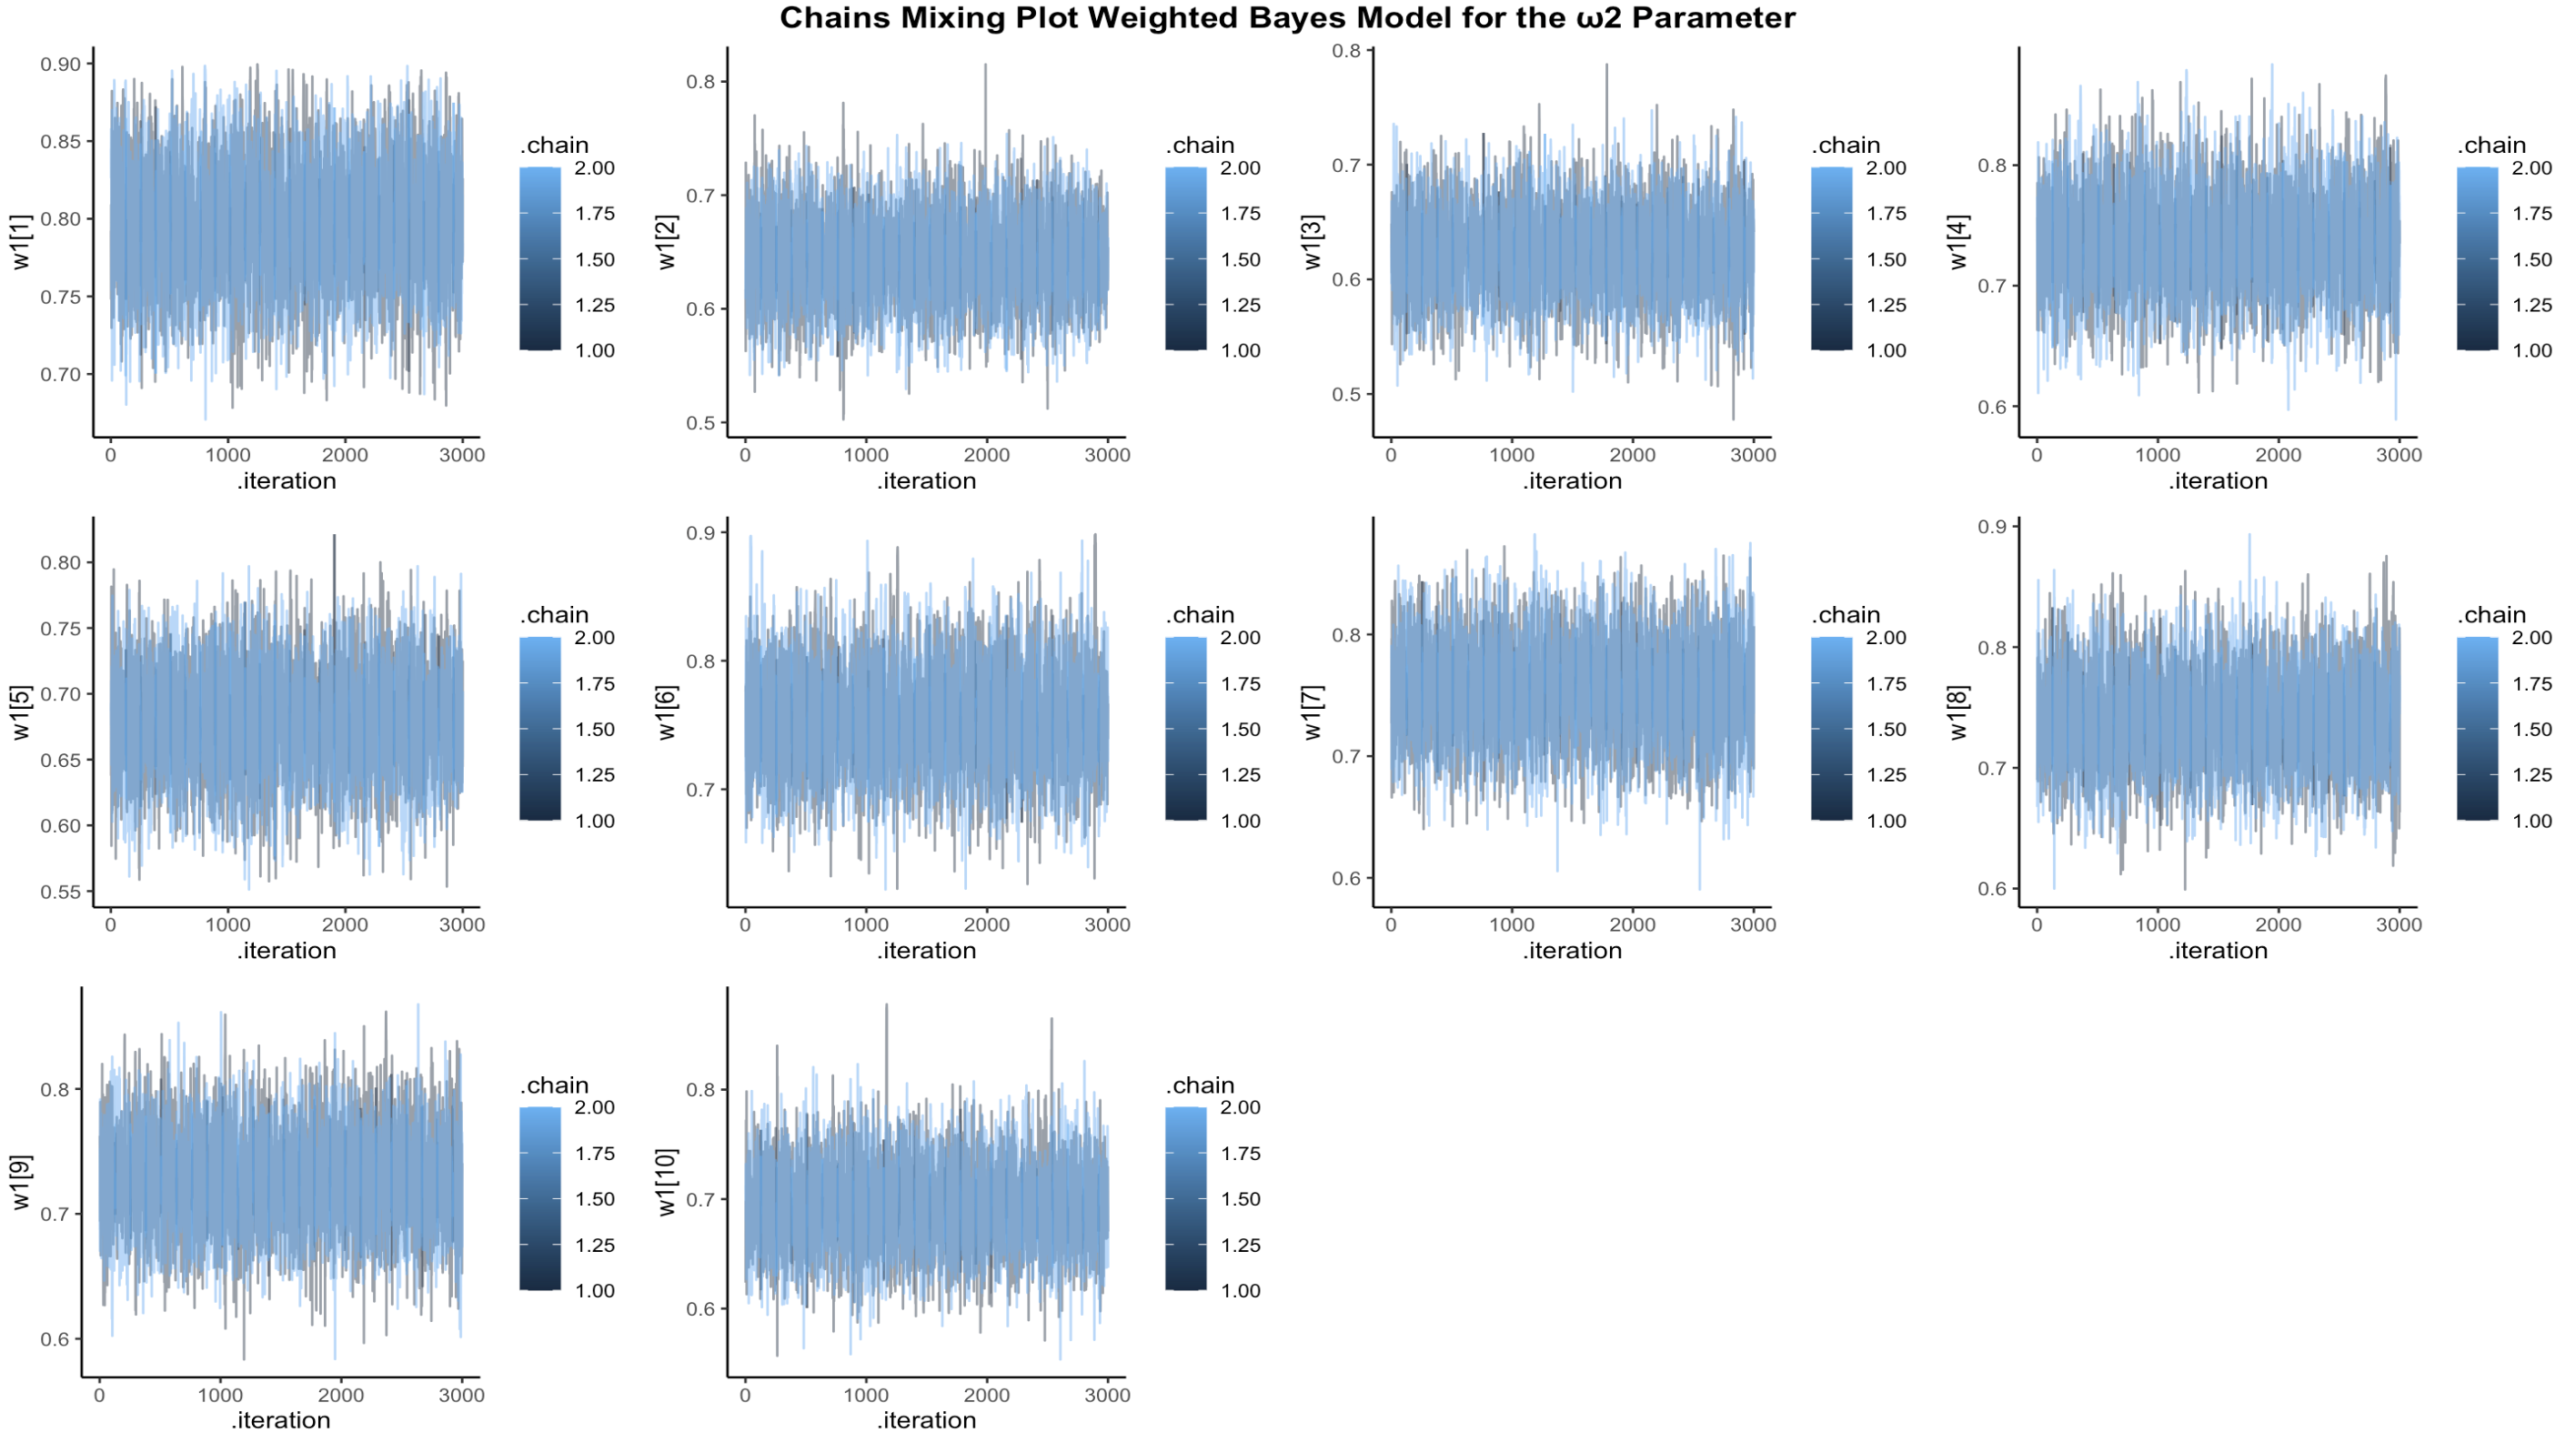 Chains Mixing Plot Weighted Bayes Model for the ω2 Parameter
w1[1]
0.90
0.85
0.80
0.75
0.70
0 1000 2000 3000
.iteration
.chain
2.00
1.75
1.50
1.25
1.00
w1[2]
0.8
0.7
0.6
0.5
0 1000 2000 3000
.iteration
.chain
2.00
1.75
1.50
1.25
1.00
w1[3]
0.8
0.7
0.6
0.5
0 1000 2000 3000
.iteration
.chain
2.00
1.75
1.50
1.25
1.00
w1[4]
0.8
0.7
0.6
0 1000 2000 3000
.iteration
.chain
2.00
1.75
1.50
1.25
1.00
w1[5]
0.80
0.75
0.70
0.65
0.60
0.55
0 1000 2000 3000
.iteration
.chain
2.00
1.75
1.50
1.25
1.00
w1[6]
0.9
0.8
0.7
0 1000 2000 3000
.iteration
.chain
2.00
1.75
1.50
1.25
1.00
w1[7]
0.8
0.7
0.6
0 1000 2000 3000
.iteration
.chain
2.00
1.75
1.50
1.25
1.00
w1[8]
0.9
0.8
0.7
0.6
0 1000 2000 3000
.iteration
.chain
2.00
1.75
1.50
1.25
1.00
w1[9]
0.8
0.7
0.6
0 1000 2000 3000
.iteration
.chain
2.00
1.75
1.50
1.25
1.00
w1[10]
0.8
0.7
0.6
0 1000 2000 3000
.iteration
.chain
2.00
1.75
1.50
1.25
1.00